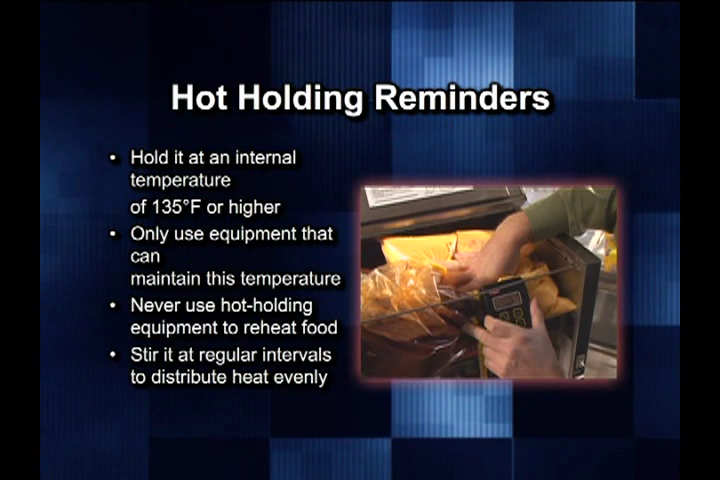 Hot Holding Reminders
• Hold it at an internal
temperature
of 135°F or higher
• Only use equipment that
can
maintain this temperature
• Never use hot-holding
equipment to reheat food
• Stir it at regular intervals
to distribute heat evenly